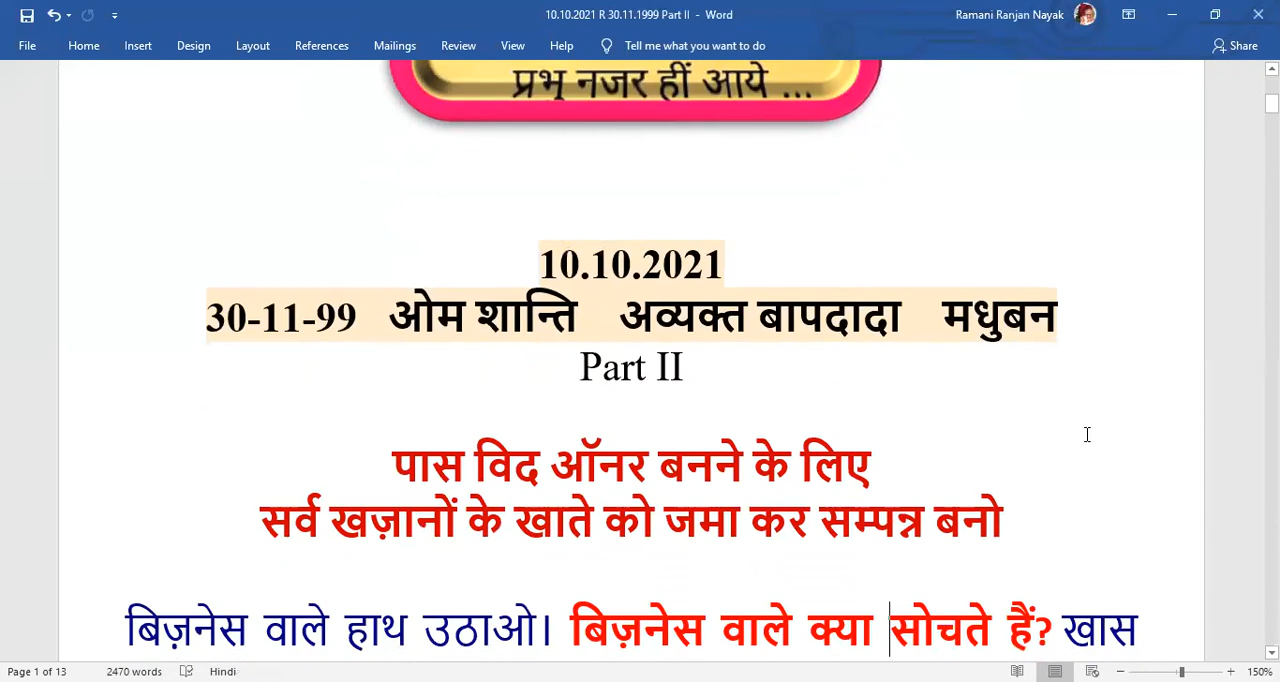 10.10.2021 R 30.11.1999 Part II - Word
Ramani Ranjan Nayak
File Home Insert Design Layout References Mailings Review View Help Tell me what you want to do Share
प्रभु नजर हीं आये ...
10.10.2021
30-11-99 ओम शान्ति अव्यक्त बापदादा मधुबन
Part II
पास विद ऑनर बनने के लिए
सर्व खज़ानों के खाते को जमा कर सम्पन्न बनो
बिज़नेस वाले हाथ उठाओ। बिज़नेस वाले क्या सोचते हैं? खास
Page 1 of 13 2470 words Hindi 150%